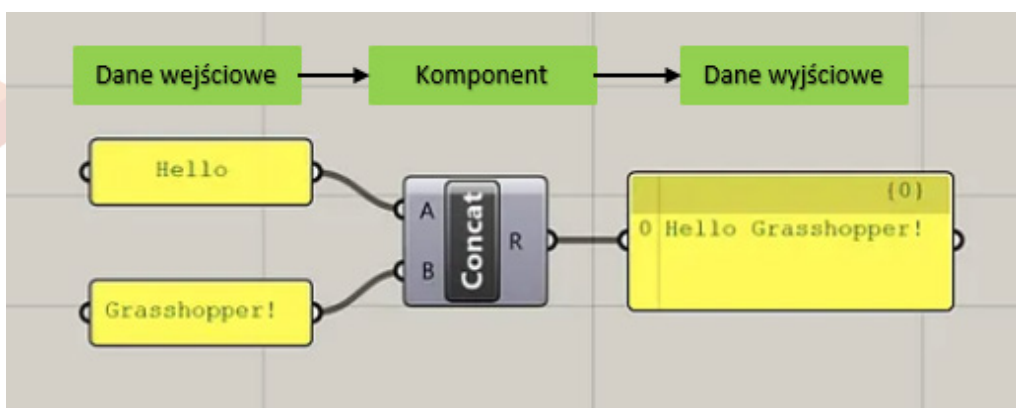 Dane wejściowe
Komponent
Dane wyjściowe
Hello
Grasshopper!
A
B
Concat
R
{0}
0 Hello Grasshopper!